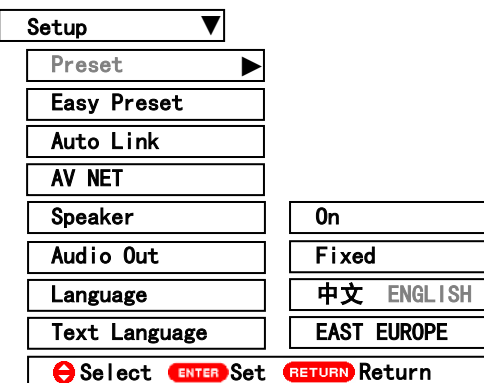 Setup ▼
Preset ▶
Easy Preset
Auto Link
AV NET
Speaker On
Audio Out Fixed
Language 中文 ENGLISH
Text Language EAST EUROPE
Select ENTER Set RETURN Return